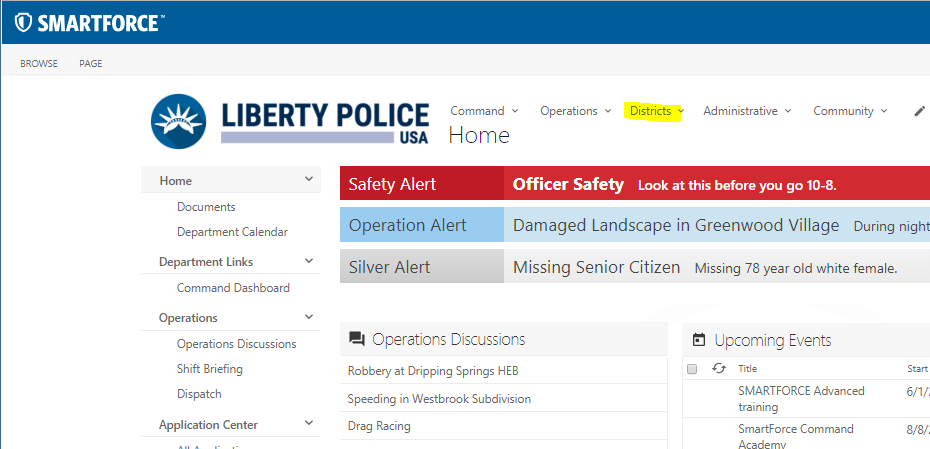 SMARTFORCE™
BROWSE PAGE
LIBERTY POLICE
USA
Command Operations Districts Administrative Community
Home
Home
Documents
Department Calendar
Department Links
Command Dashboard
Operations
Operations Discussions
Shift Briefing
Dispatch
Application Center
Safety Alert Officer Safety Look at this before you go 10-8.
Operation Alert Damaged Landscape in Greenwood Village During night
Silver Alert Missing Senior Citizen Missing 78 year old white female.
Operations Discussions
Robbery at Dripping Springs HEB
Speeding in Westbrook Subdivision
Drag Racing
Upcoming Events
Title Start
SMARTFORCE Advanced 6/1/
training
SmartForce Command 8/8/
Academy